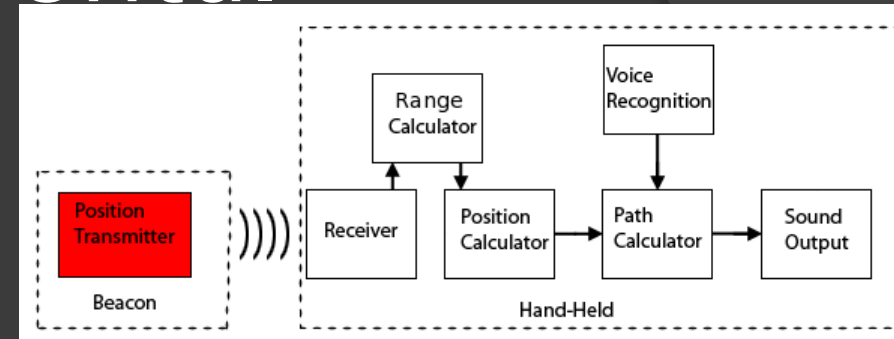 Voice
Recognition
Range
Calculator
Position
Transmitter
Receiver
Position
Calculator
Path
Calculator
Sound
Output
Beacon
Hand-Held